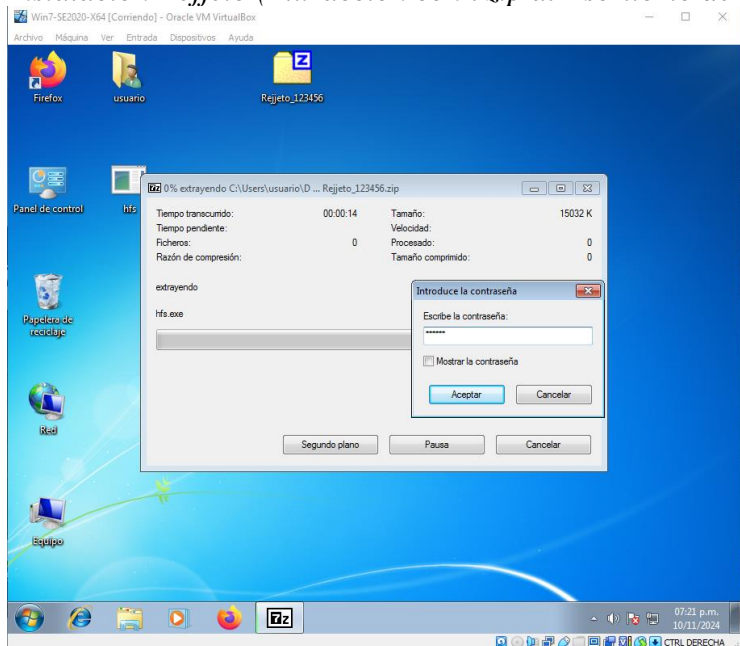 Win7-SE2020-X64 [Corriendo] - Oracle VM VirtualBox
Archivo Máquina Ver Entrada Dispositivos Ayuda
Firefox
usuario
Rejjeto_123456
Panel de control
hfs
0% extrayendo C:\Users\usuario\D ... Rejjeto_123456.zip
Tiempo transcurrido: 00:00:14 Tamaño: 15032 K
Tiempo pendiente: Velocidad:
Ficheros: 0 Procesado: 0
Razón de compresión: Tamaño comprimido: 0
extrayendo
hfs.exe
Introduce la contraseña
Escribe la contraseña:
******
Mostrar la contraseña
Aceptar Cancelar
Segundo plano Pausa Cancelar
Papelera de
reciclaje
Red
Equipo
07:21 p.m.
10/11/2024
CTRL DERECHA